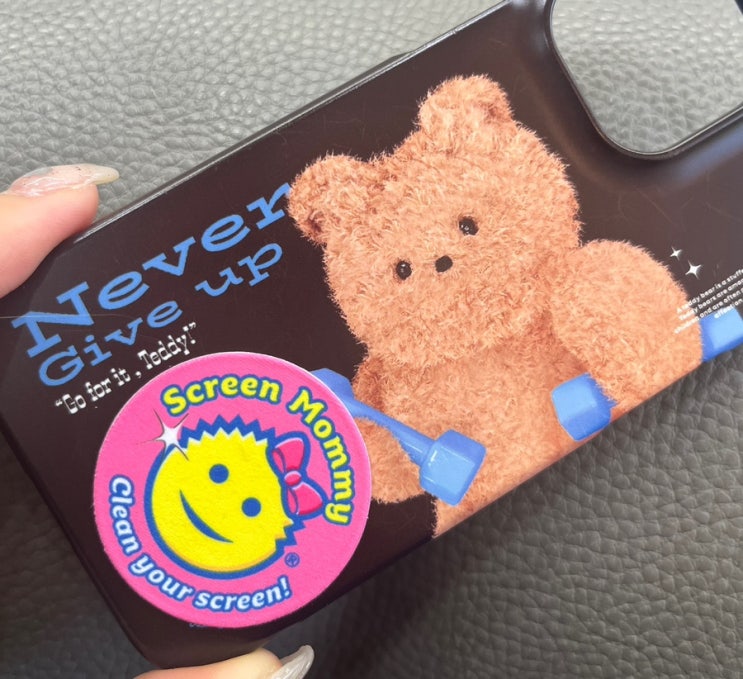 Never
Give up
"Go for it , Teddy!"
Screen Mommy
Clean your screen!
®